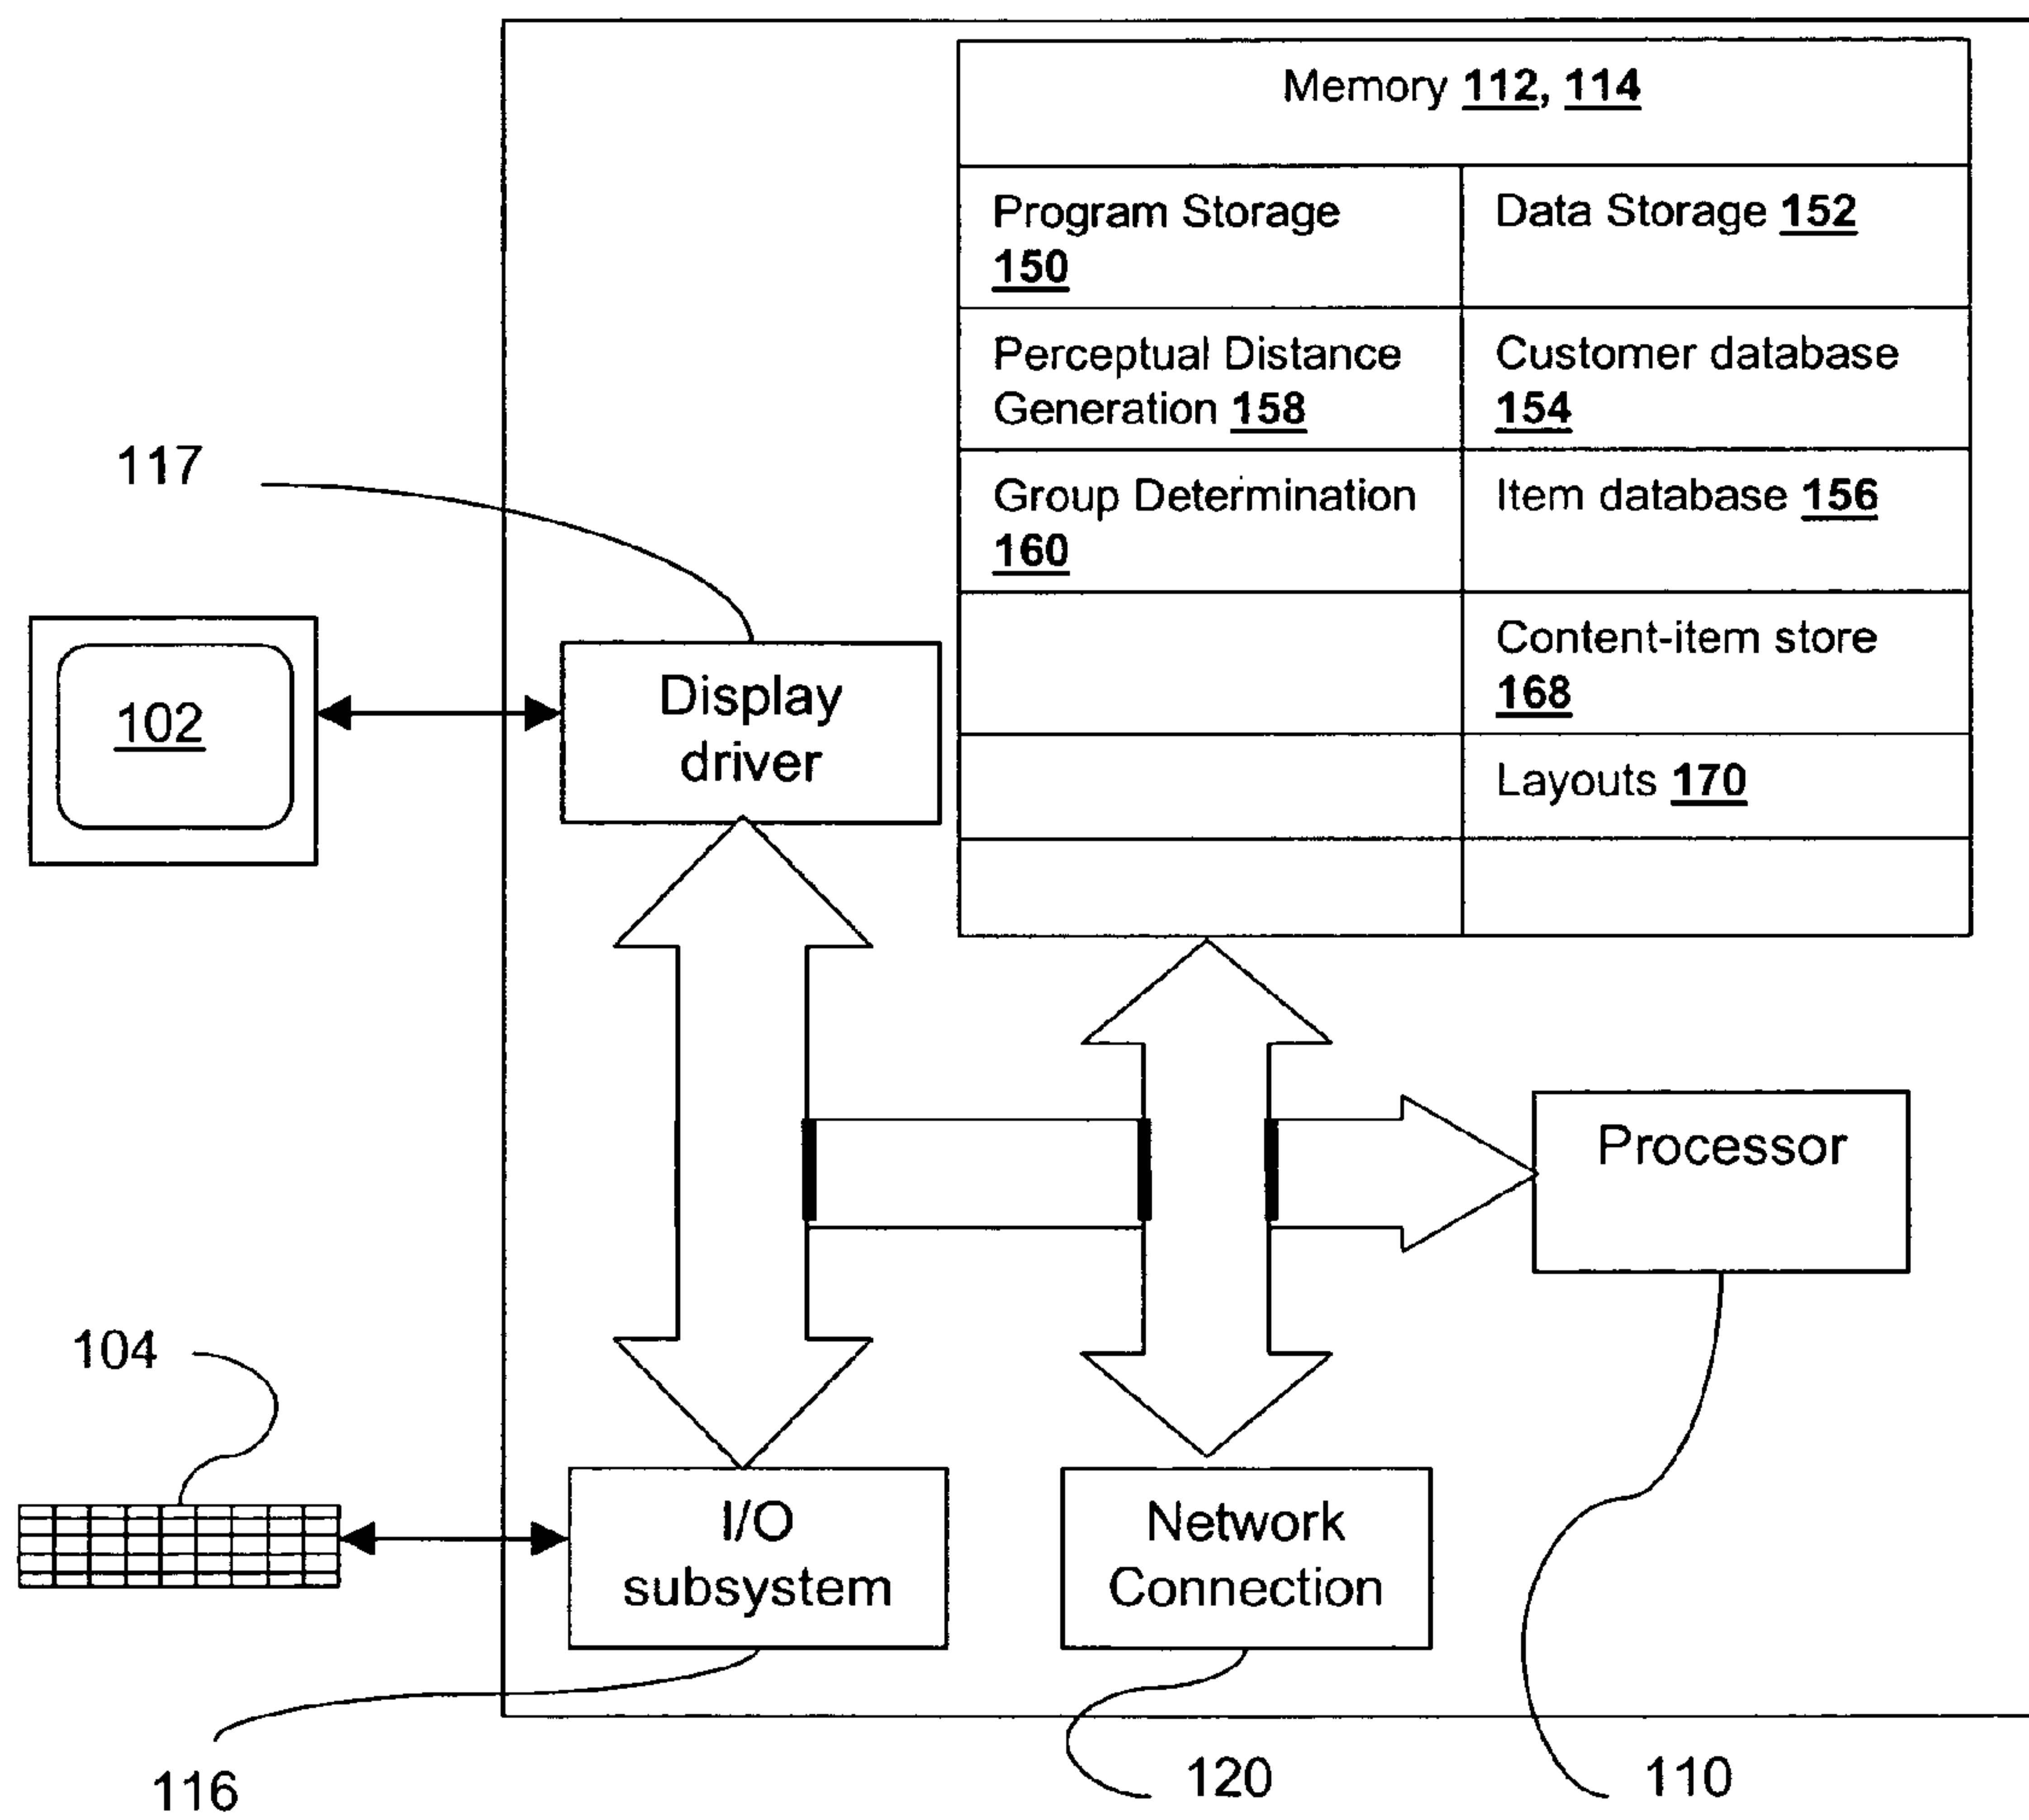 Memory 112, 114
Program Storage
150
Data Storage 152
Perceptual Distance
Generation 158
Customer database
154
Group Determination
160
Item database 156
Content-item store
168
Layouts 170
117
102
Display
driver
Processor
104
I/O
subsystem
Network
Connection
116
120
110